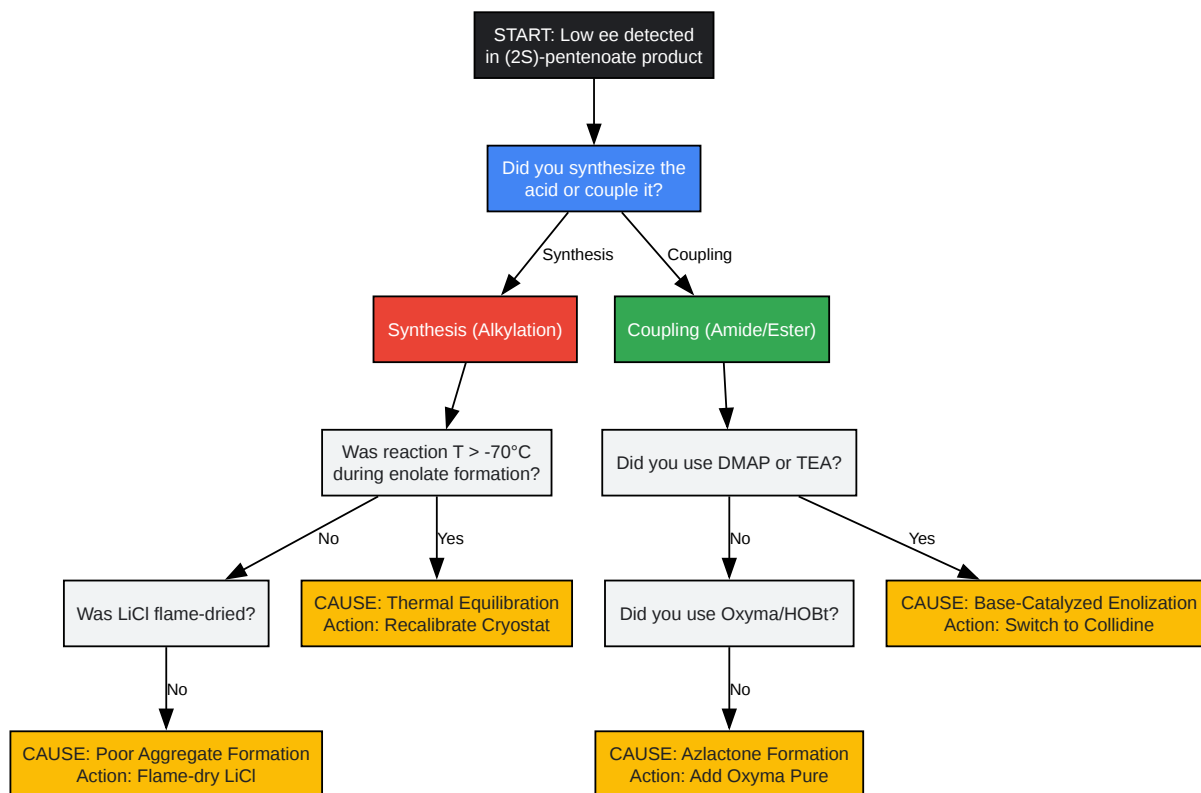 START: Low ee detected
in (2S)-pentenoate product
Did you synthesize the
acid or couple it?
Synthesis
Coupling
Synthesis (Alkylation)
Coupling (Amide/Ester)
Was reaction T > -70°C
during enolate formation?
Did you use DMAP or TEA?
No
Yes
No
Yes
Was LiCl flame-dried?
CAUSE: Thermal Equilibration
Action: Recalibrate Cryostat
Did you use Oxyma/HOBt?
CAUSE: Base-Catalyzed Enolization
Action: Switch to Collidine
No
No
CAUSE: Poor Aggregate Formation
Action: Flame-dry LiCl
CAUSE: Azlactone Formation
Action: Add Oxyma Pure